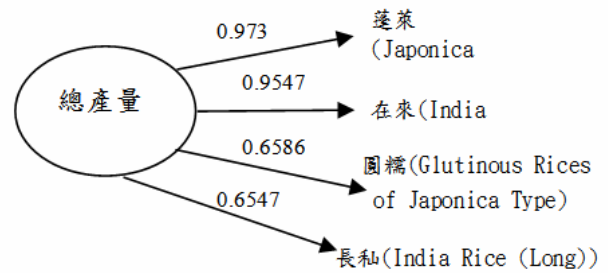 總產量
0.973
蓬萊
(Japonica
0.9547
在來(India
0.6586
圓糯(Glutinous Rices
of Japonica Type)
0.6547
長秈(India Rice (Long))